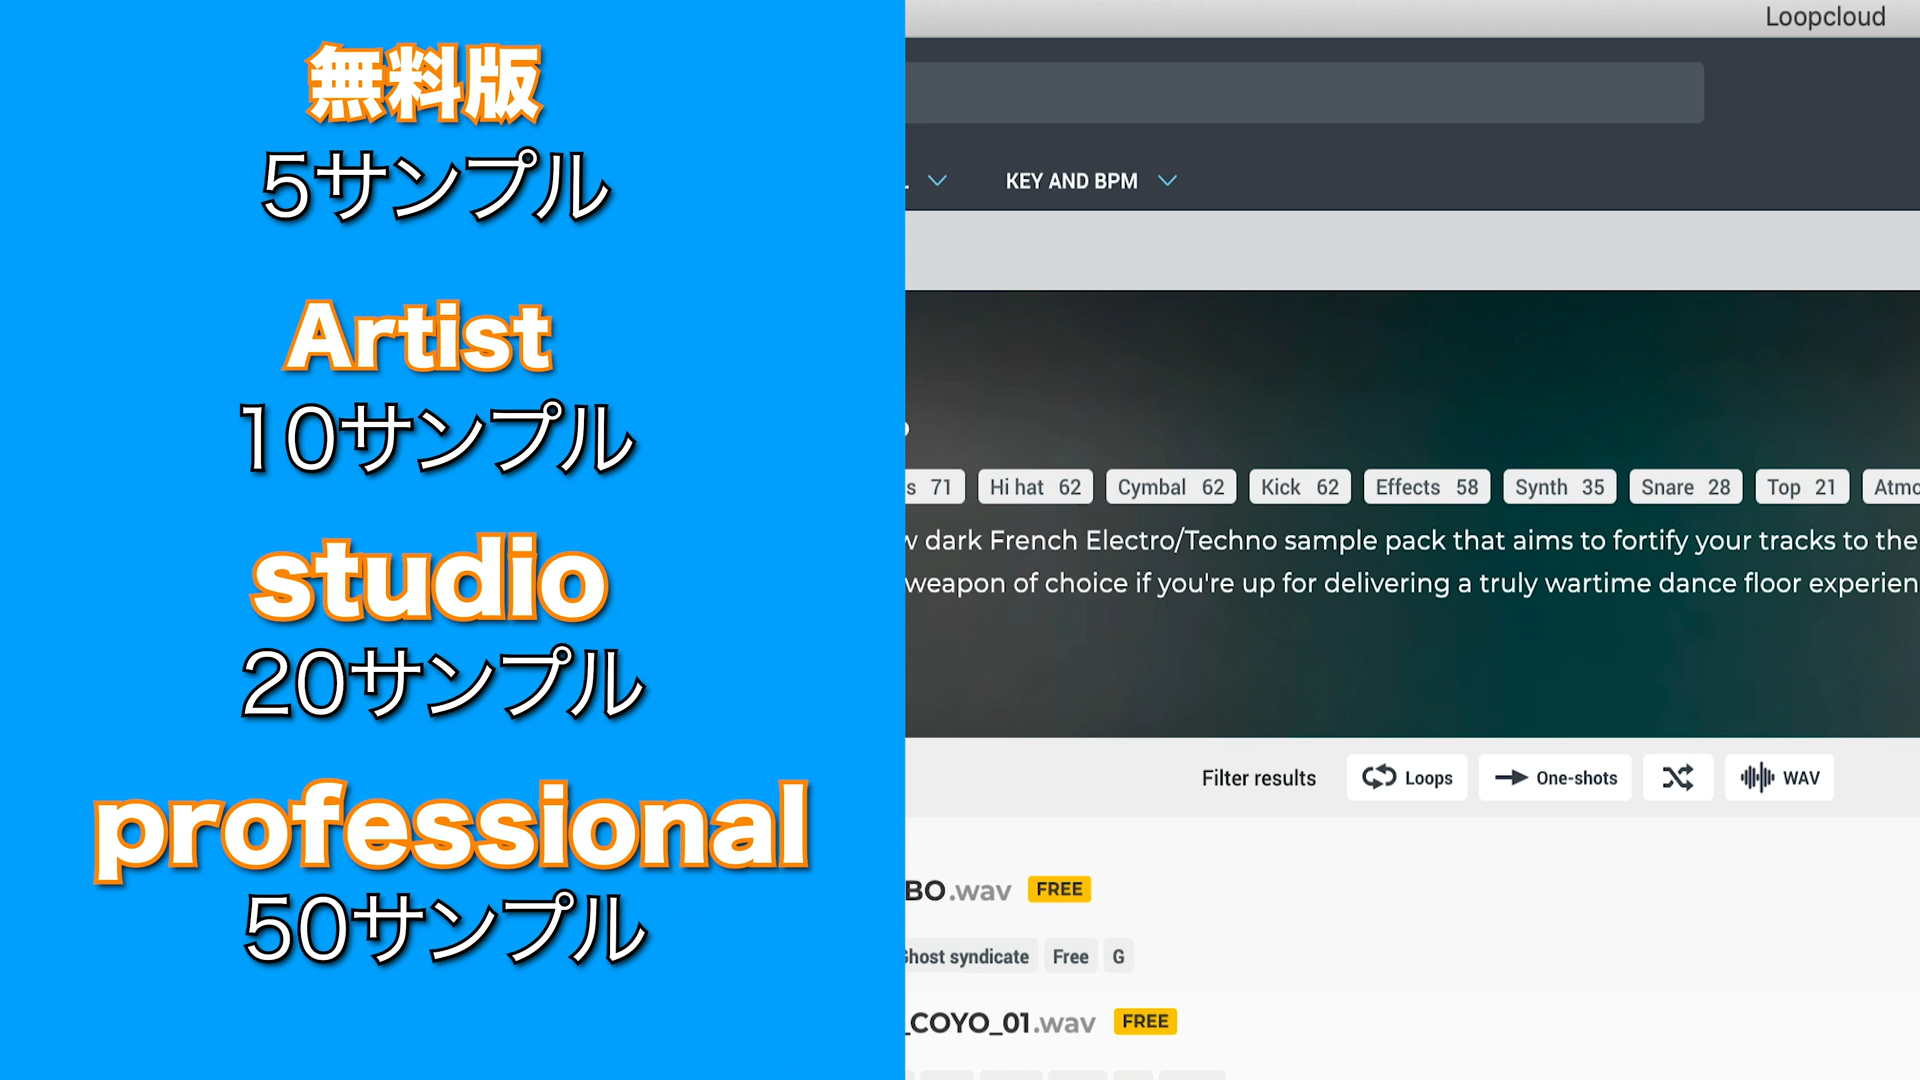 無料版
5サンプル
Artist
10サンプル
studio
20サンプル
professional
50サンプル
Loopcloud
KEY AND BPM
71 Hi hat 62 Cymbal 62 Kick 62 Effects 58 Synth 35 Snare 28 Top 21
dark French Electro/Techno sample pack that aims to fortify your tracks to the
weapon of choice if you're up for delivering a truly wartime dance floor
Filter results Loops One-shots WAV
BO.wav FREE
syndicate Free G
_COYO_01.wav FREE